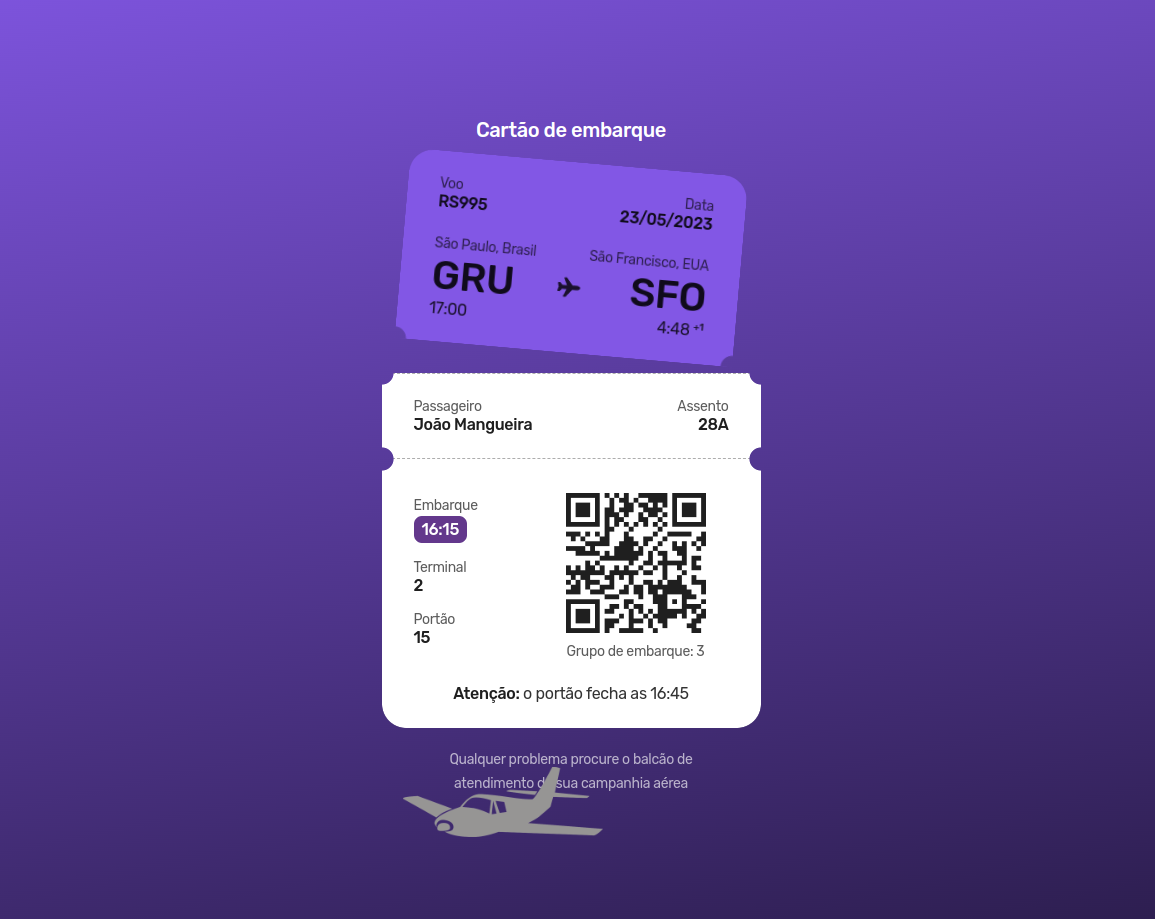 Cartão de embarque
Voo
Data
RS995
23/05/2023
São Paulo, Brasil
São Francisco, EUA
GRU
SFO
17:00
4:48 +1
Passageiro
Assento
João Mangueira
28A
Embarque
16:15
Terminal
2
Portão
15
Grupo de embarque: 3
Atenção: o portão fecha as 16:45
Qualquer problema procure o balcão de
atendimento de sua campanhia aérea